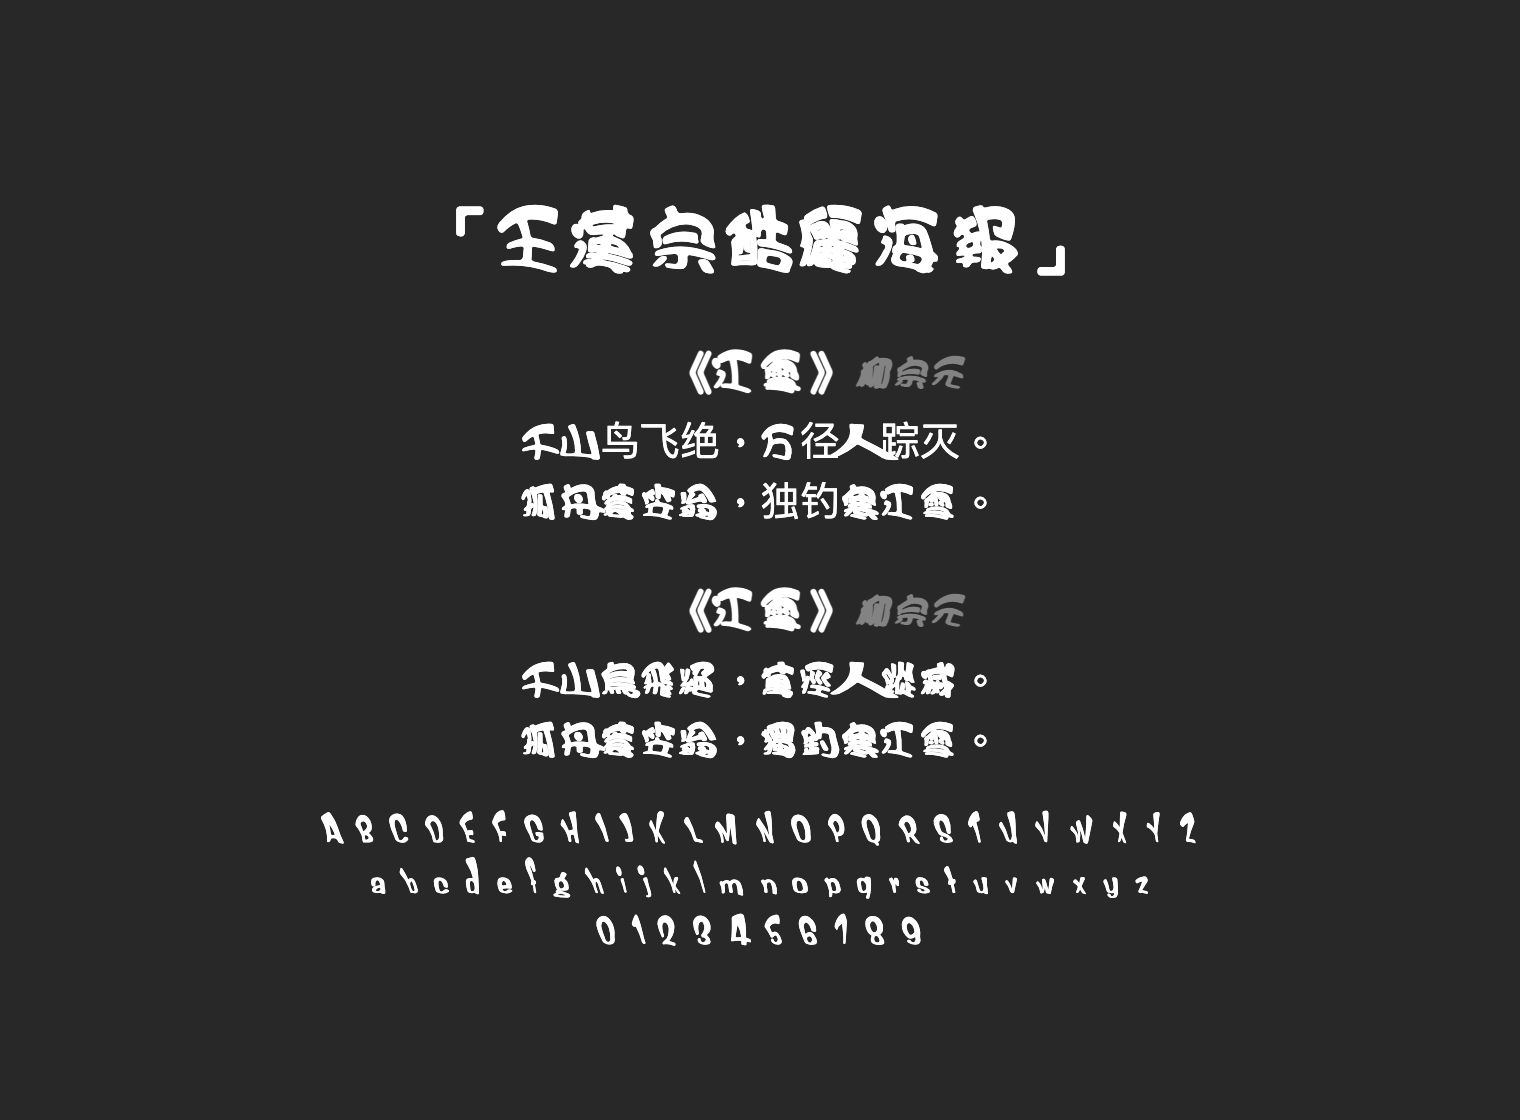 「王漢宗酷儷海報」
《江雪》柳宗元
千山鸟飞绝，万径人踪灭。
孤舟蓑笠翁，独钓寒江雪。
《江雪》柳宗元
千山鳥飛絕，萬徑人蹤滅。
孤舟蓑笠翁，獨釣寒江雪。
A B C D E F G H I J K L M N O P Q R S T U V W X Y Z
a b c d e f g h i j k l m n o p q r s t u v w x y z
0 1 2 3 4 5 6 7 8 9